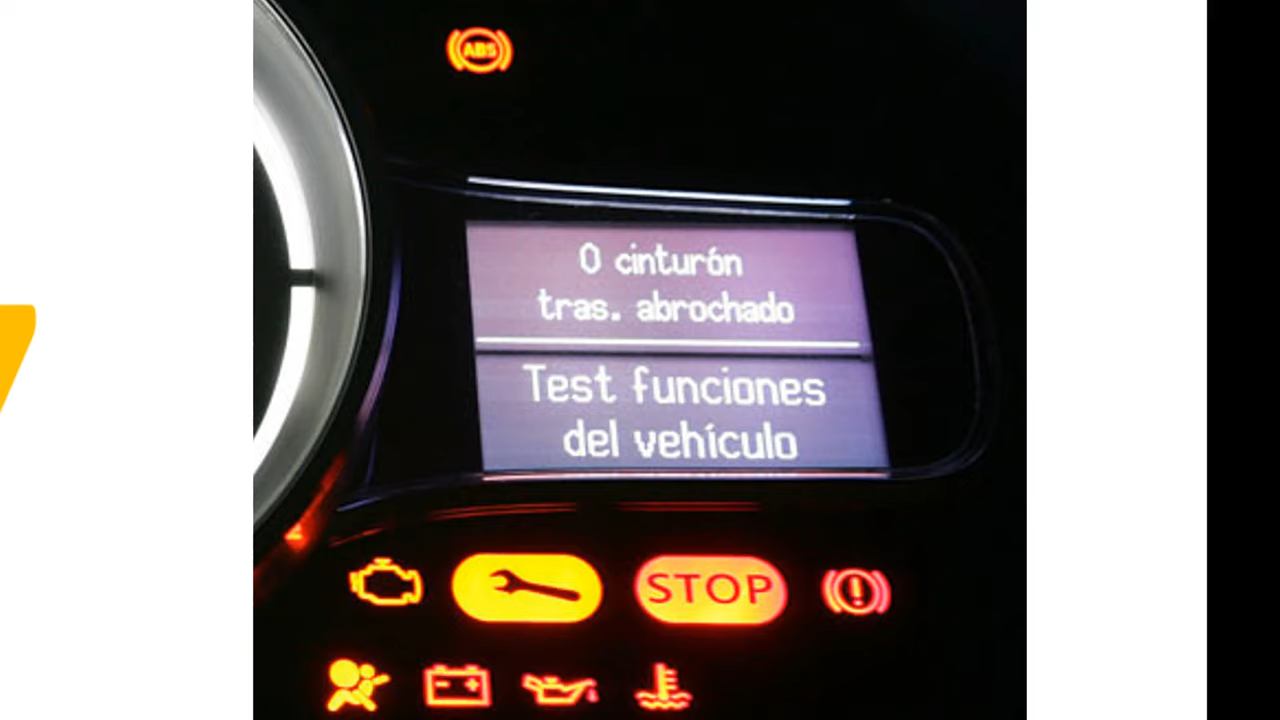 ABS
0 cinturón
tras. abrochado
Test funciones
del vehículo
STOP